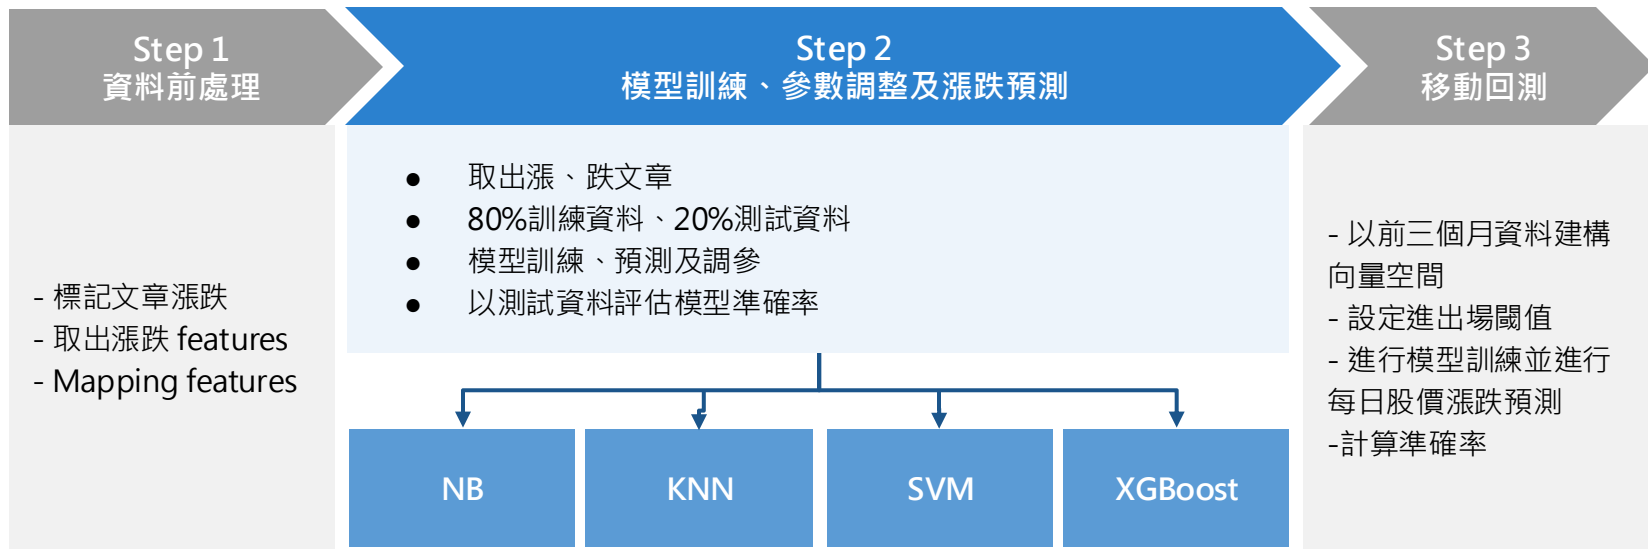 Step 1
資料前處理
- 標記文章漲跌
- 取出漲跌 features
- Mapping features
Step 2
模型訓練、參數調整及漲跌預測
● 取出漲、跌文章
● 80%訓練資料、20%測試資料
● 模型訓練、預測及調參
● 以測試資料評估模型準確率
NB
KNN
SVM
XGBoost
Step 3
移動回測
- 以前三個月資料建構
向量空間
- 設定進出場閾值
- 進行模型訓練並進行
每日股價漲跌預測
-計算準確率